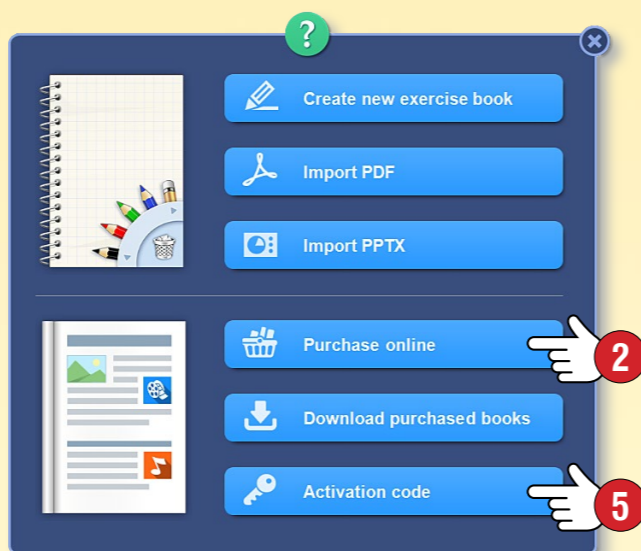 ?
Create new exercise book
Import PDF
Import PPTX
Purchase online
2
Download purchased books
Activation code
5